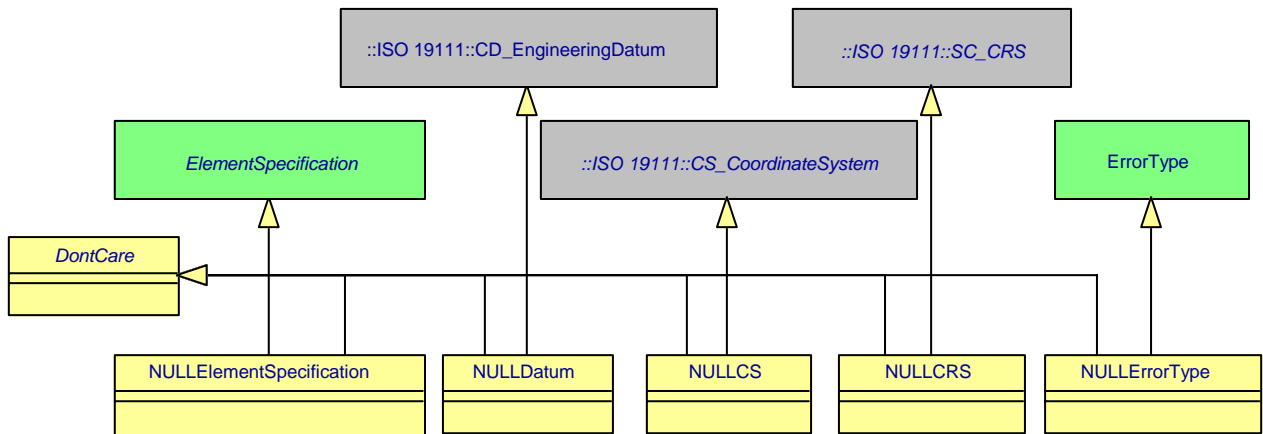 ::ISO 19111::CD_EngineeringDatum
::ISO 19111::SC_CRS
ElementSpecification
::ISO 19111::CS_CoordinateSystem
ErrorType
DontCare
NULLElementSpecification
NULLDatum
NULLCS
NULLCRS
NULLErrorType